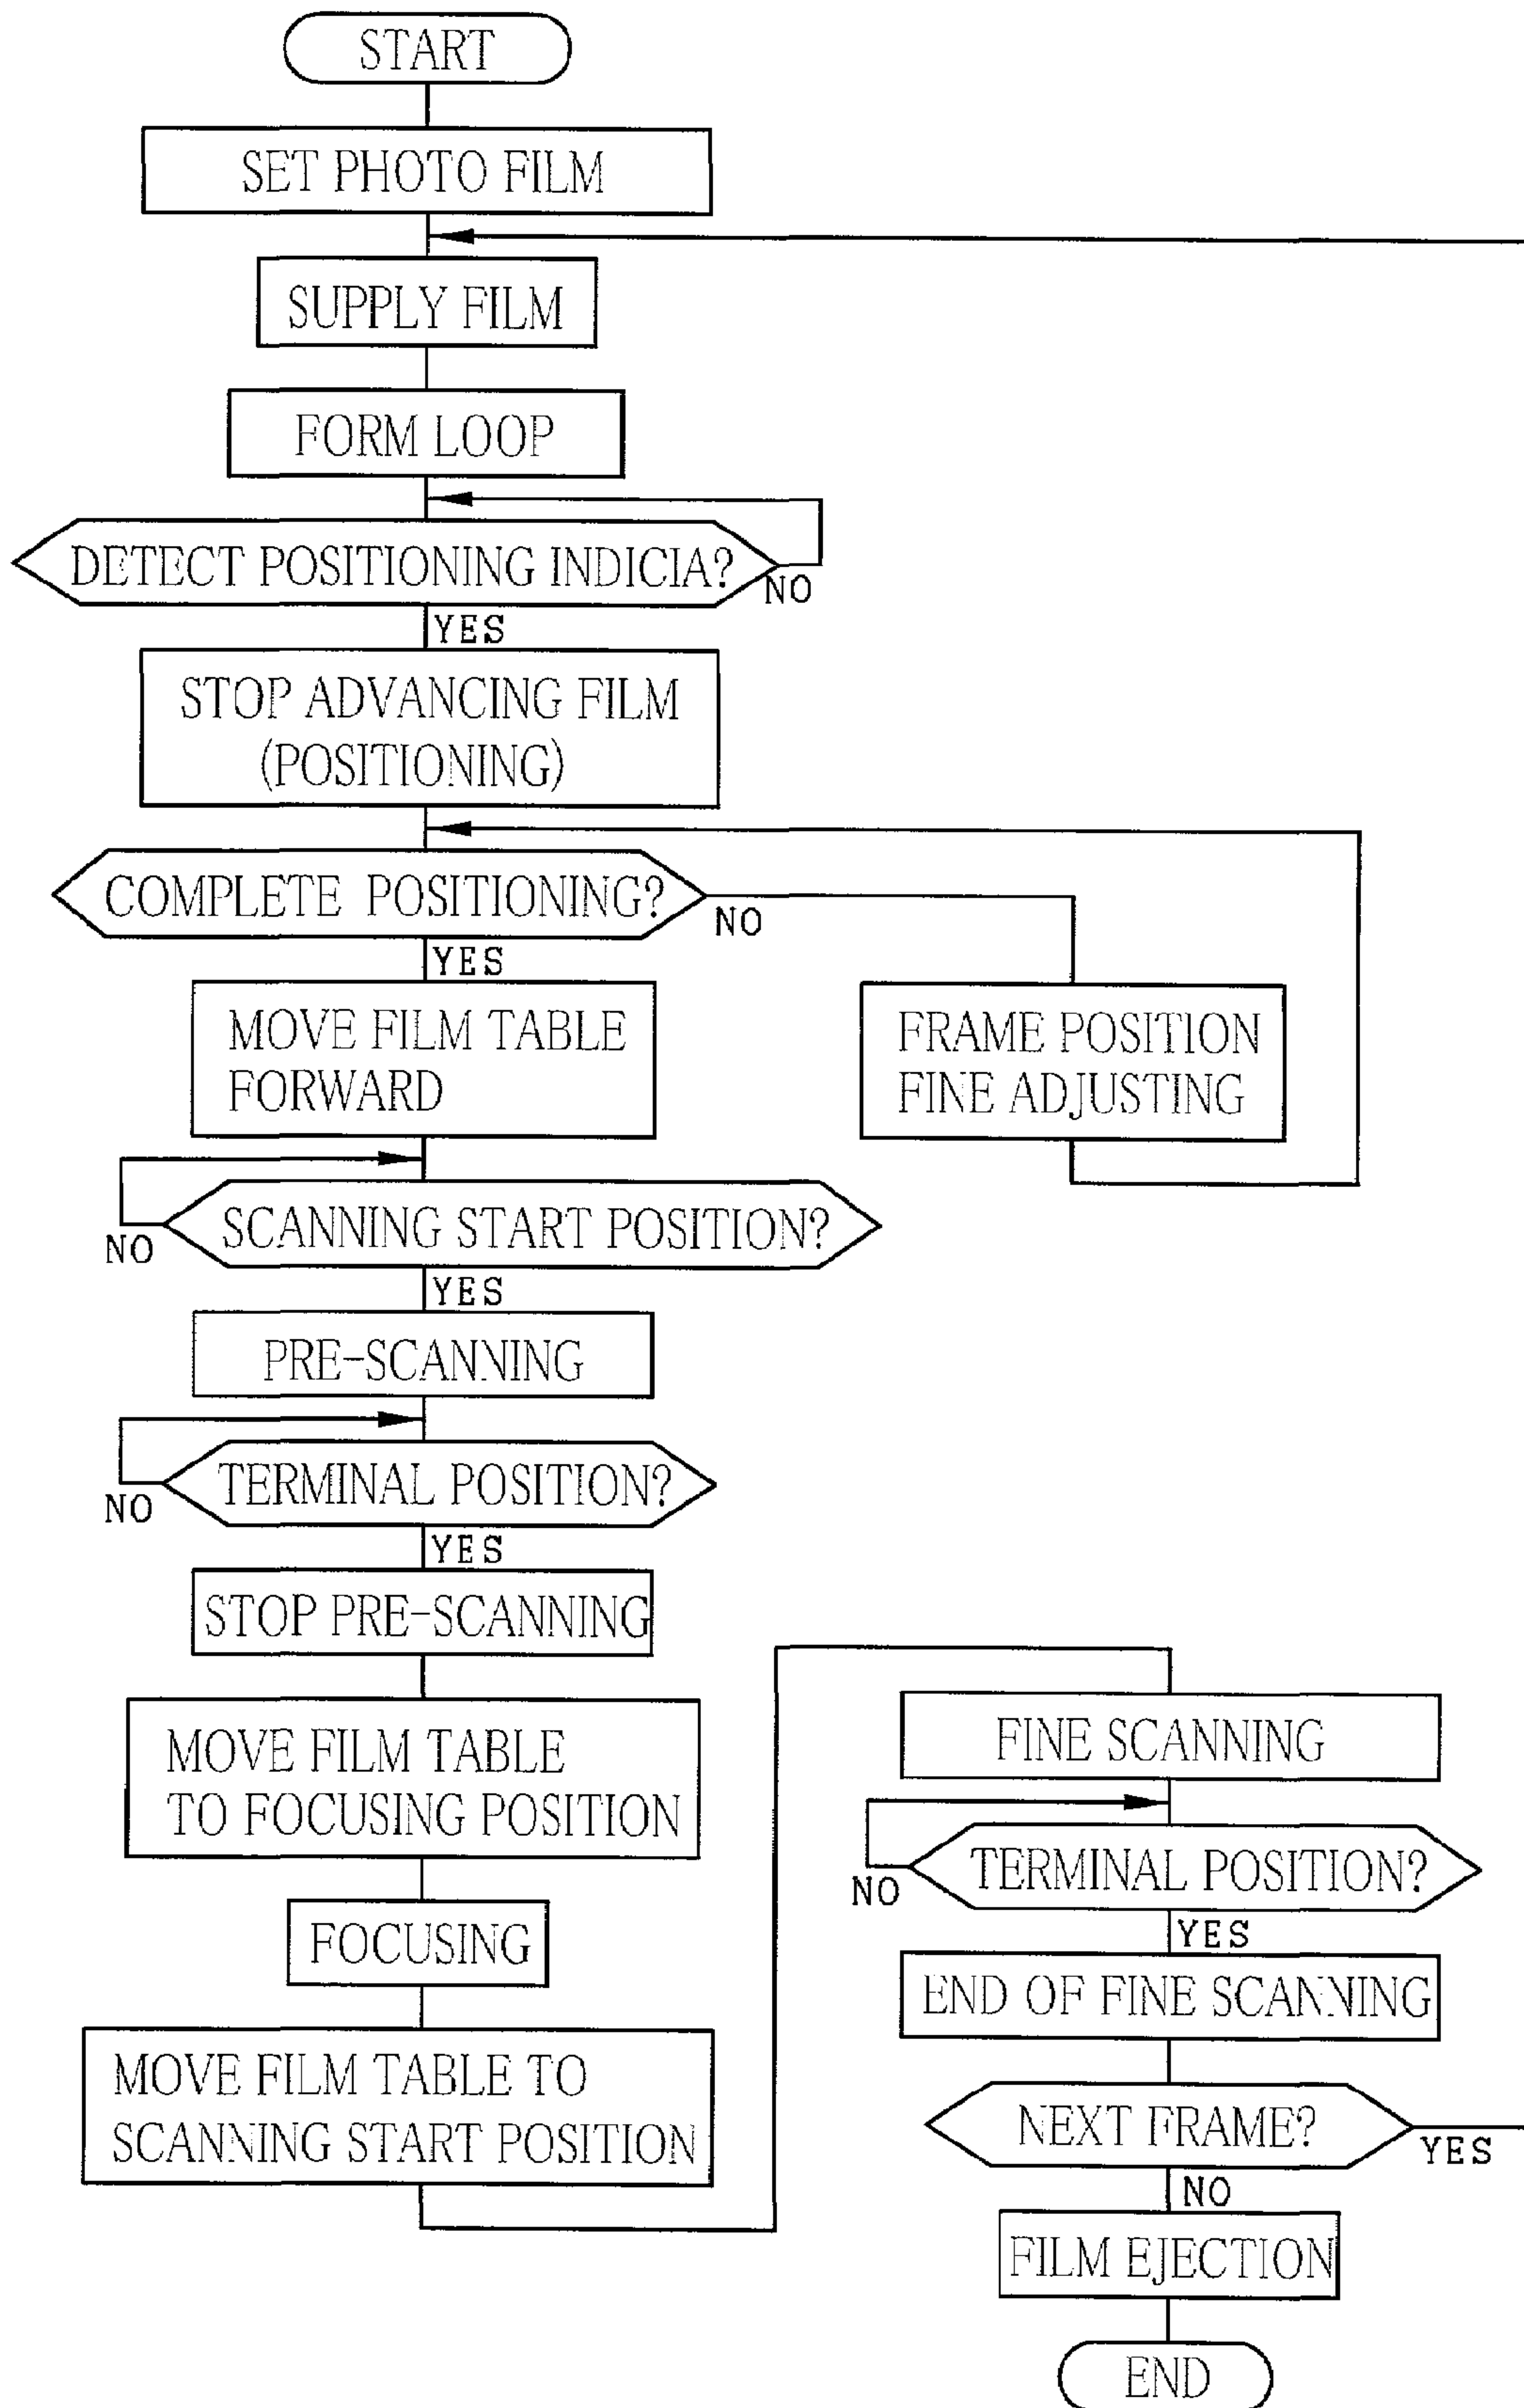 START
SET PHOTO FILM
SUPPLY FILM
FORM LOOP
DETECT POSITIONING INDICIA?
NO
YES
STOP ADVANCING FILM
(POSITIONING)
COMPLETE POSITIONING?
NO
YES
MOVE FILM TABLE
FORWARD
FRAME POSITION
FINE ADJUSTING
SCANNING START POSITION?
NO
YES
PRE-SCANNING
TERMINAL POSITION?
NO
YES
STOP PRE-SCANNING
MOVE FILM TABLE
TO FOCUSING POSITION
FOCUSING
MOVE FILM TABLE TO
SCANNING START POSITION
FINE SCANNING
TERMINAL POSITION?
NO
YES
END OF FINE SCANNING
NEXT FRAME?
YES
NO
FILM EJECTION
END